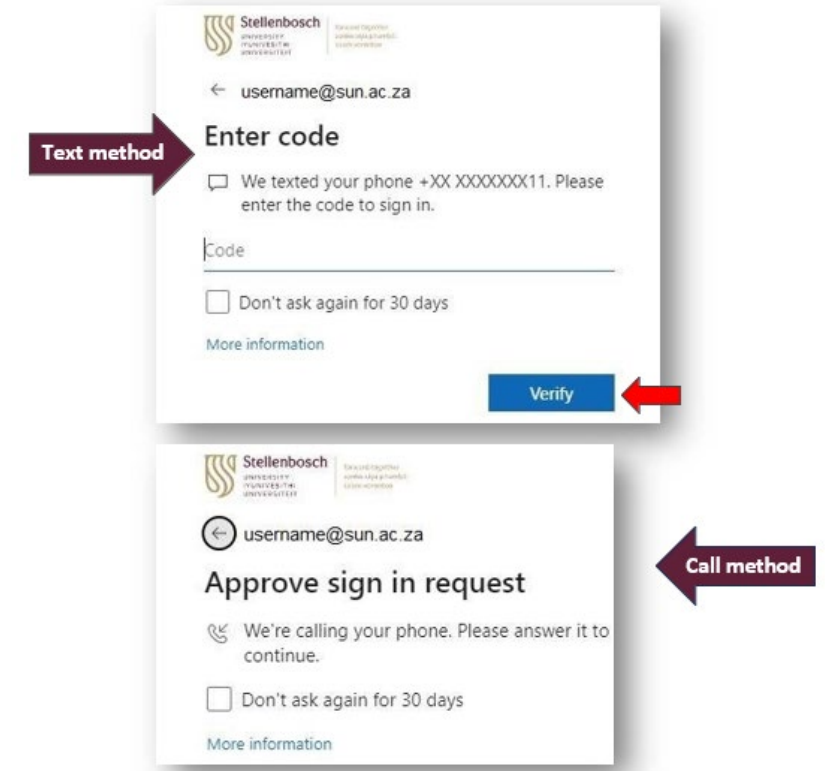 Stellenbosch
UNIVERSITY
IYUNIVESITHI
UNIVERSITEIT
username@sun.ac.za
Text method
Enter code
We texted your phone +XX XXXXXXX11. Please
enter the code to sign in.
Code
Don't ask again for 30 days
More information
Verify
Stellenbosch
UNIVERSITY
IYUNIVESITHI
UNIVERSITEIT
username@sun.ac.za
Call method
Approve sign in request
We're calling your phone. Please answer it to
continue.
Don't ask again for 30 days
More information